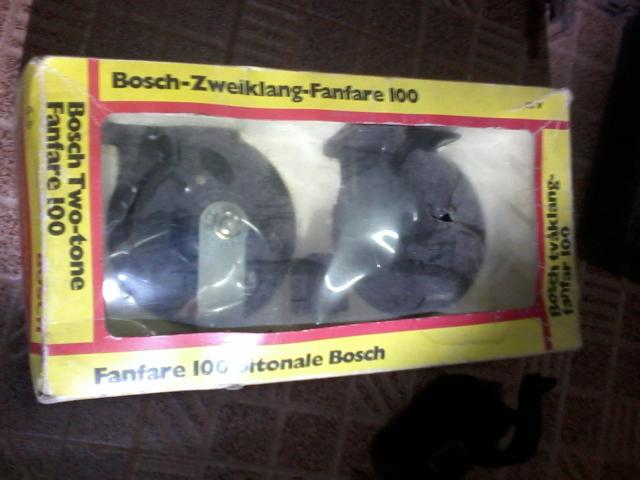 Bosch-Zweiklang-Fanfare 100
Bosch Two-tone
Fanfare 100
Bosch tvåklang-
fanfar 100
Fanfare 100 bitonale Bosch